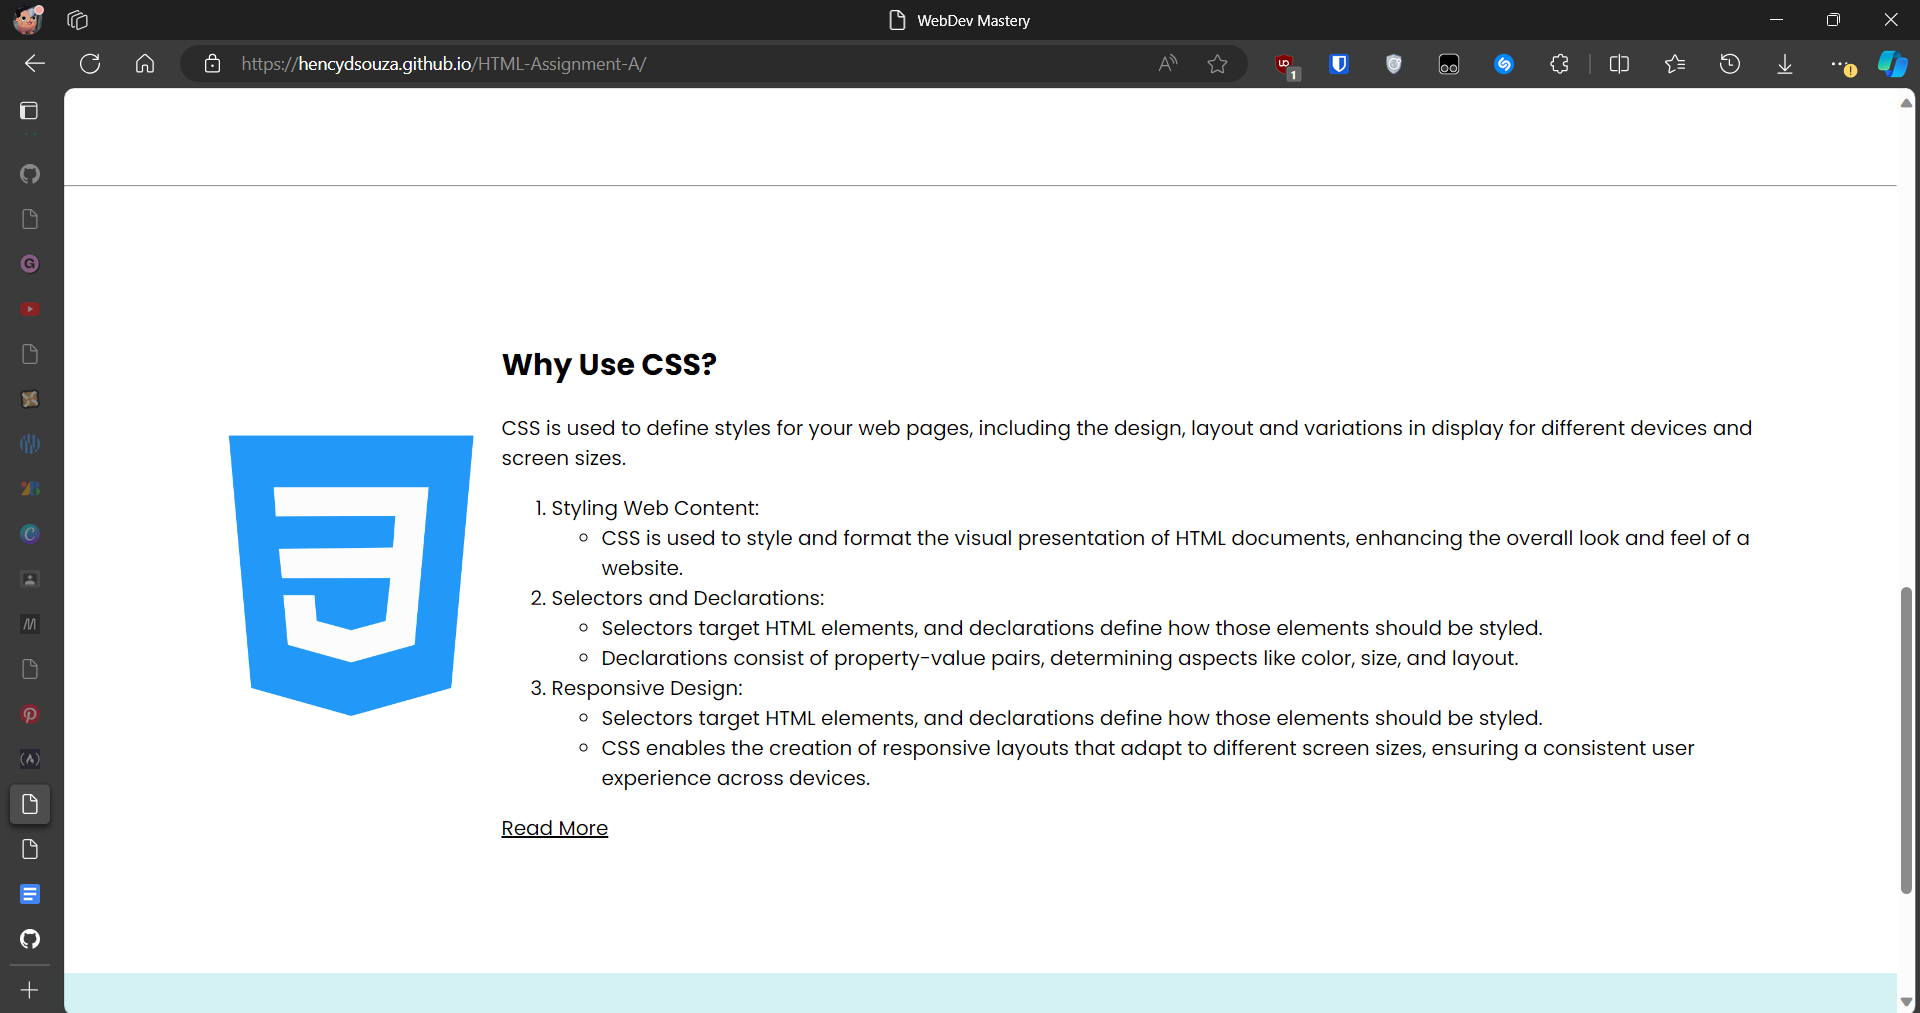 WebDev Mastery
https://hencydsouza.github.io/HTML-Assignment-A/
1
Why Use CSS?
CSS is used to define styles for your web pages, including the design, layout and variations in display for different devices and
screen sizes.
1. Styling Web Content:
CSS is used to style and format the visual presentation of HTML documents, enhancing the overall look and feel of a
website.
2. Selectors and Declarations:
Selectors target HTML elements, and declarations define how those elements should be styled.
Declarations consist of property-value pairs, determining aspects like color, size, and layout.
3. Responsive Design:
Selectors target HTML elements, and declarations define how those elements should be styled.
CSS enables the creation of responsive layouts that adapt to different screen sizes, ensuring a consistent user
experience across devices.
Read More